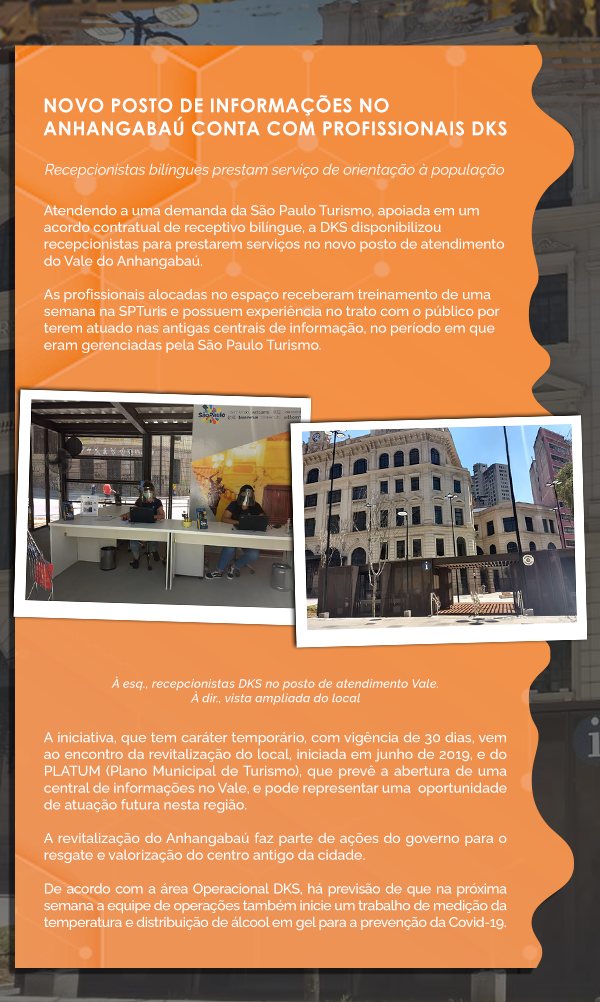 NOVO POSTO DE INFORMAÇÕES NO
ANHANGABAÚ CONTA COM PROFISSIONAIS DKS
Recepcionistas bilíngues prestam serviço de orientação à população
Atendendo a uma demanda da São Paulo Turismo, apoiada em um
acordo contratual de receptivo bilíngue, a DKS disponibilizou
recepcionistas para prestarem serviços no novo posto de atendimento
do Vale do Anhangabaú.
As profissionais alocadas no espaço receberam treinamento de uma
semana na SPTuris e possuem experiência no trato com o público por
terem atuado nas antigas centrais de informação, no período em que
eram gerenciadas pela São Paulo Turismo.
São Paulo
i
À esq., recepcionistas DKS no posto de atendimento Vale.
À dir., vista ampliada do local
A iniciativa, que tem caráter temporário, com vigência de 30 dias, vem
ao encontro da revitalização do local, iniciada em junho de 2019, e do
PLATUM (Plano Municipal de Turismo), que prevê a abertura de uma
central de informações no Vale, e pode representar uma oportunidade
de atuação futura nesta região.
A revitalização do Anhangabaú faz parte de ações do governo para o
resgate e valorização do centro antigo da cidade.
De acordo com a área Operacional DKS, há previsão de que na próxima
semana a equipe de operações também inicie um trabalho de medição da
temperatura e distribuição de álcool em gel para a prevenção da Covid-19.
i